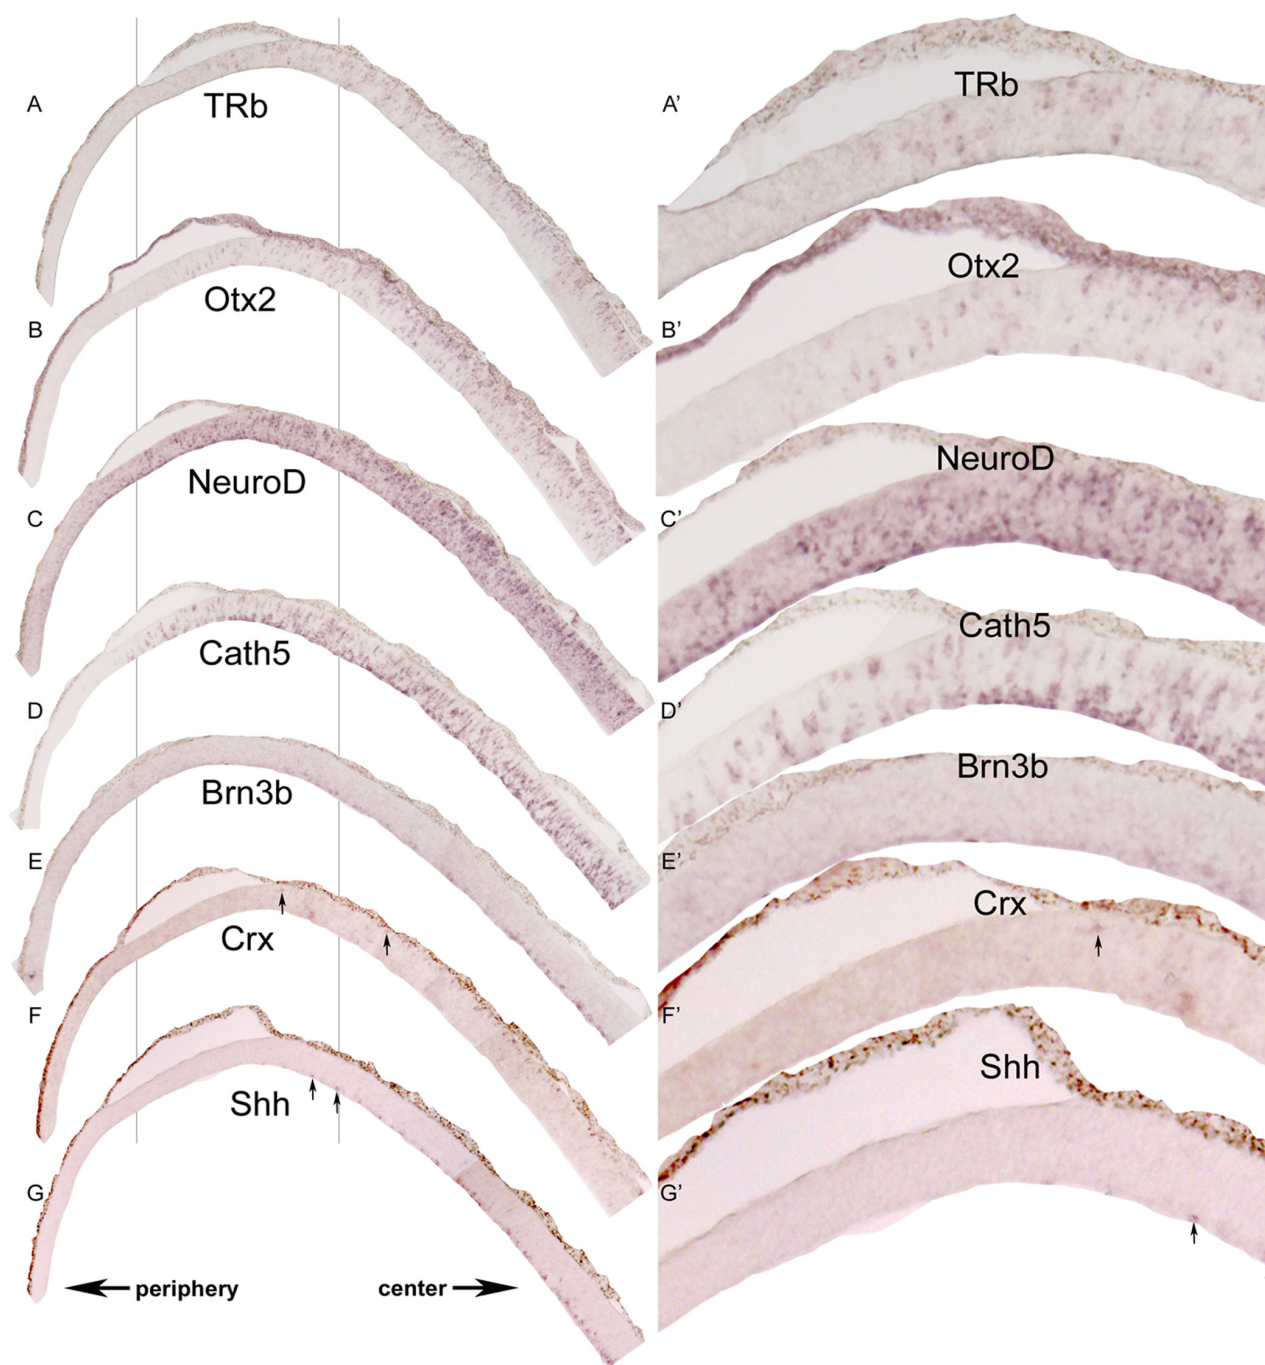 A
TRb
A’
TRb
B
Otx2
B’
Otx2
C
NeuroD
C’
NeuroD
D
Cath5
D’
Cath5
E
Brn3b
E’
Brn3b
F
Crx
F’
Crx
G
Shh
G’
Shh
periphery
center